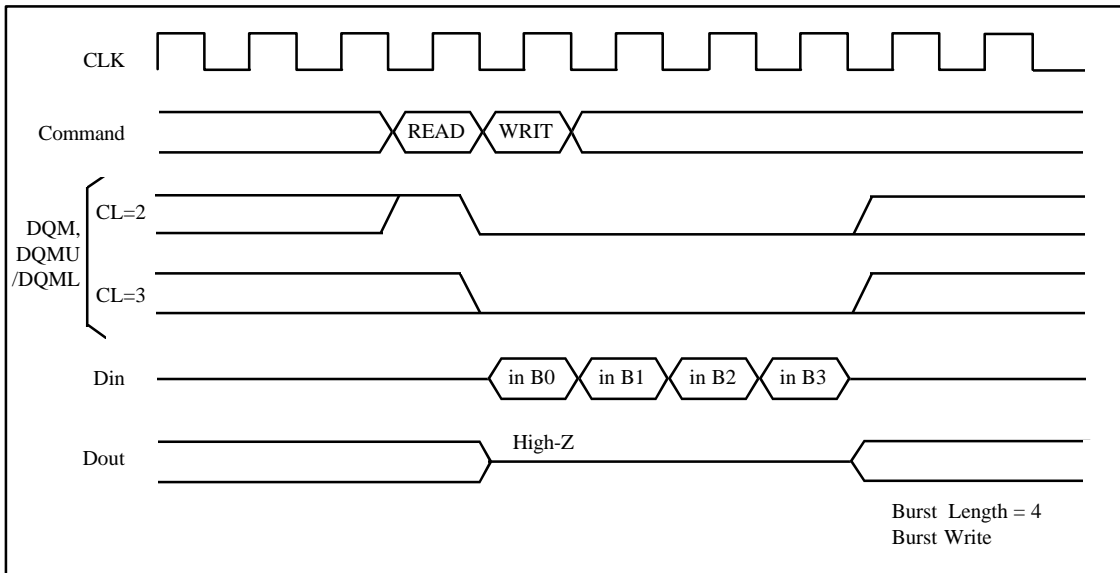 CLK
Command
READ
WRIT
DQM,
DQMU
/DQML
CL=2
CL=3
Din
in B0
in B1
in B2
in B3
Dout
High-Z
Burst Length = 4
Burst Write